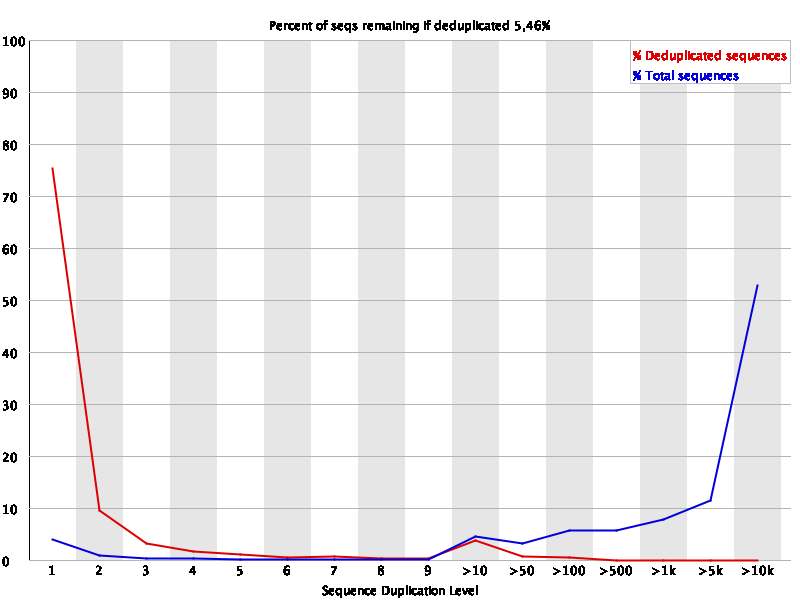 Percent of seqs remaining if deduplicated 5,46%
% Deduplicated sequences
% Total sequences
100
90
80
70
60
50
40
30
20
10
0
1 2 3 4 5 6 7 8 9 >10 >50 >100 >500 >1k >5k >10k
Sequence Duplication Level